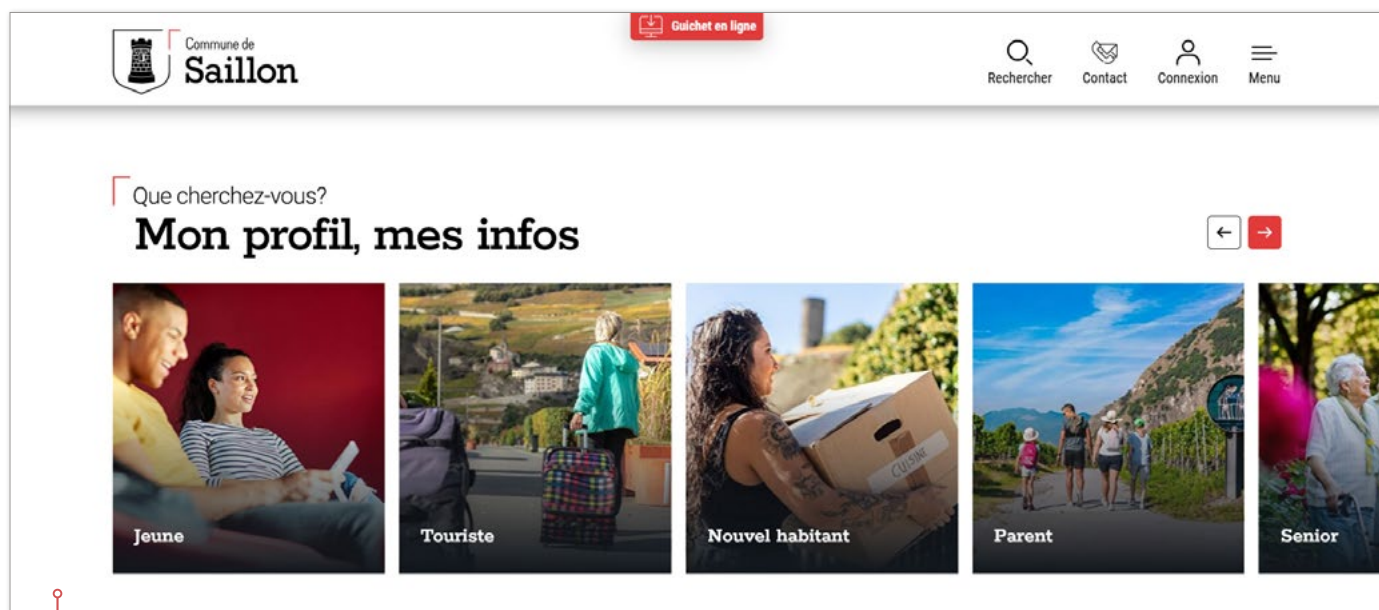 Guichet en ligne
Commune de
Saillon
Rechercher
Contact
Connexion
Menu
Que cherchez-vous?
Mon profil, mes infos
CUISINE
Jeune
Touriste
Nouvel habitant
Parent
Senior